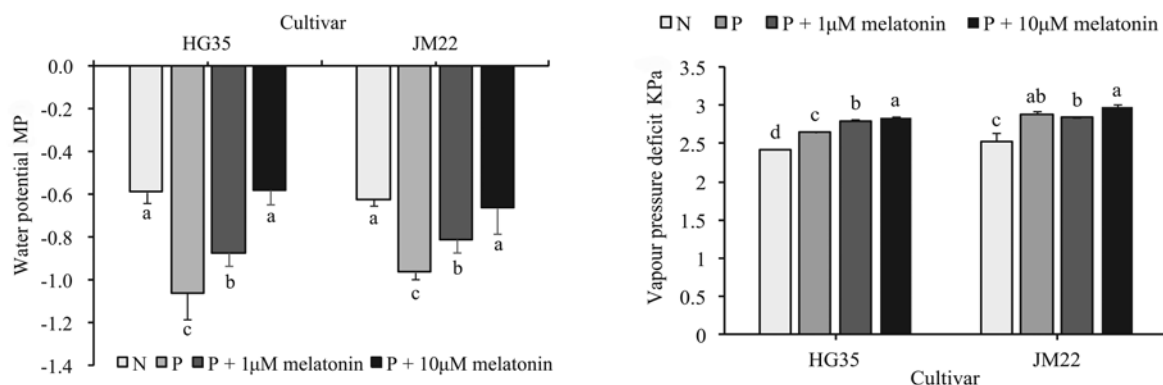 Cultivar
HG35 JM22
0.0
-0.2
-0.4
-0.6
-0.8
-1.0
-1.2
-1.4
Water potential MP
a c b a a c b a
N P P + 1μM melatonin P + 10μM melatonin
N P P + 1μM melatonin P + 10μM melatonin
3.5
3
2.5
2
1.5
1
0.5
0
Vapour pressure deficit KPa
d c b a c ab b a
HG35 JM22
Cultivar